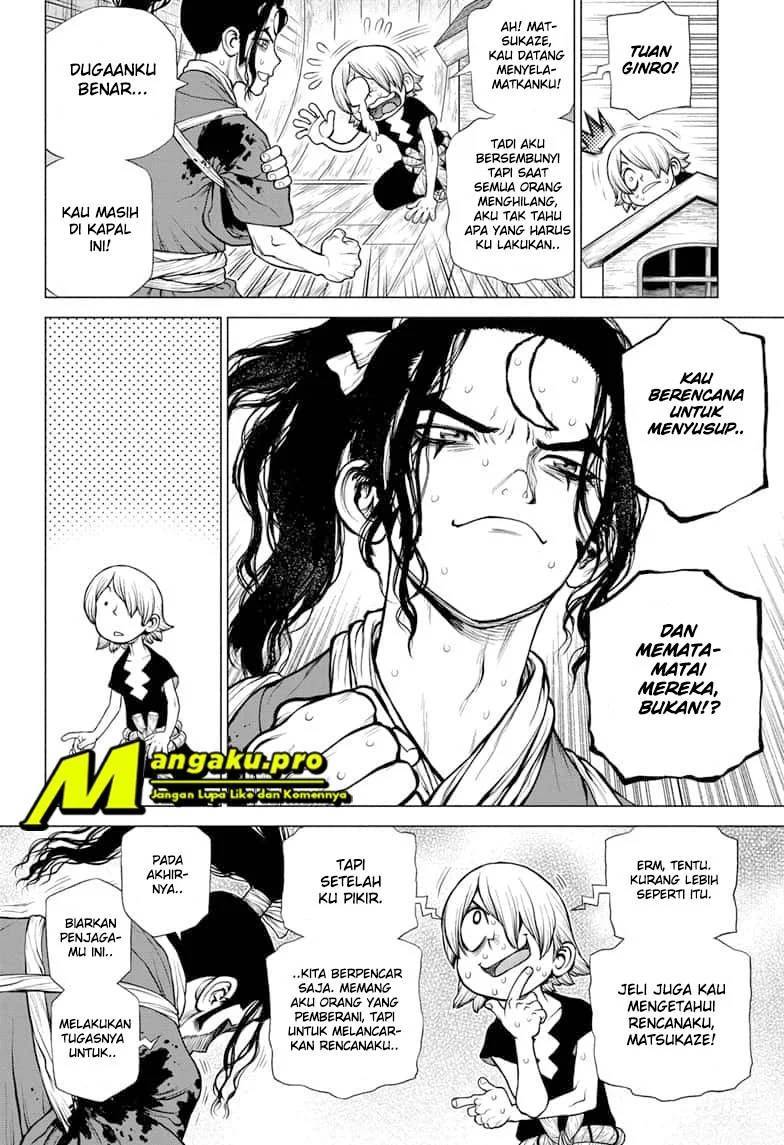 TUAN
GINRO!
AH! MAT-
SUKAZE,
KAU DATANG
MENYELA-
MATKANKU!
TADI AKU
BERSEMBUNYI
TAPI SAAT
SEMUA ORANG
MENGHILANG,
AKU TAK TAHU
APA YANG HARUS
KU LAKUKAN..
DUGAANKU
BENAR...
KAU MASIH
DI KAPAL
INI!
KAU
BERENCANA
UNTUK
MENYUSUP..
DAN
MEMATA-
MATAI
MEREKA,
BUKAN!?
Mangaku.pro
Jangan Lupa Like dan Komennya
ERM, TENTU.
KURANG LEBIH
SEPERTI ITU.
JELI JUGA KAU
MENGETAHUI
RENCANAKU,
MATSUKAZE!
TAPI
SETELAH
KU PIKIR.
..KITA BERPENCAR
SAJA. MEMANG
AKU ORANG YANG
PEMBERANI, TAPI
UNTUK MELANCAR-
KAN RENCANAKU..
PADA
AKHIR-
NYA..
BIARKAN
PENJAGA-
MU INI..
MELAKUKAN
TUGASNYA
UNTUK..